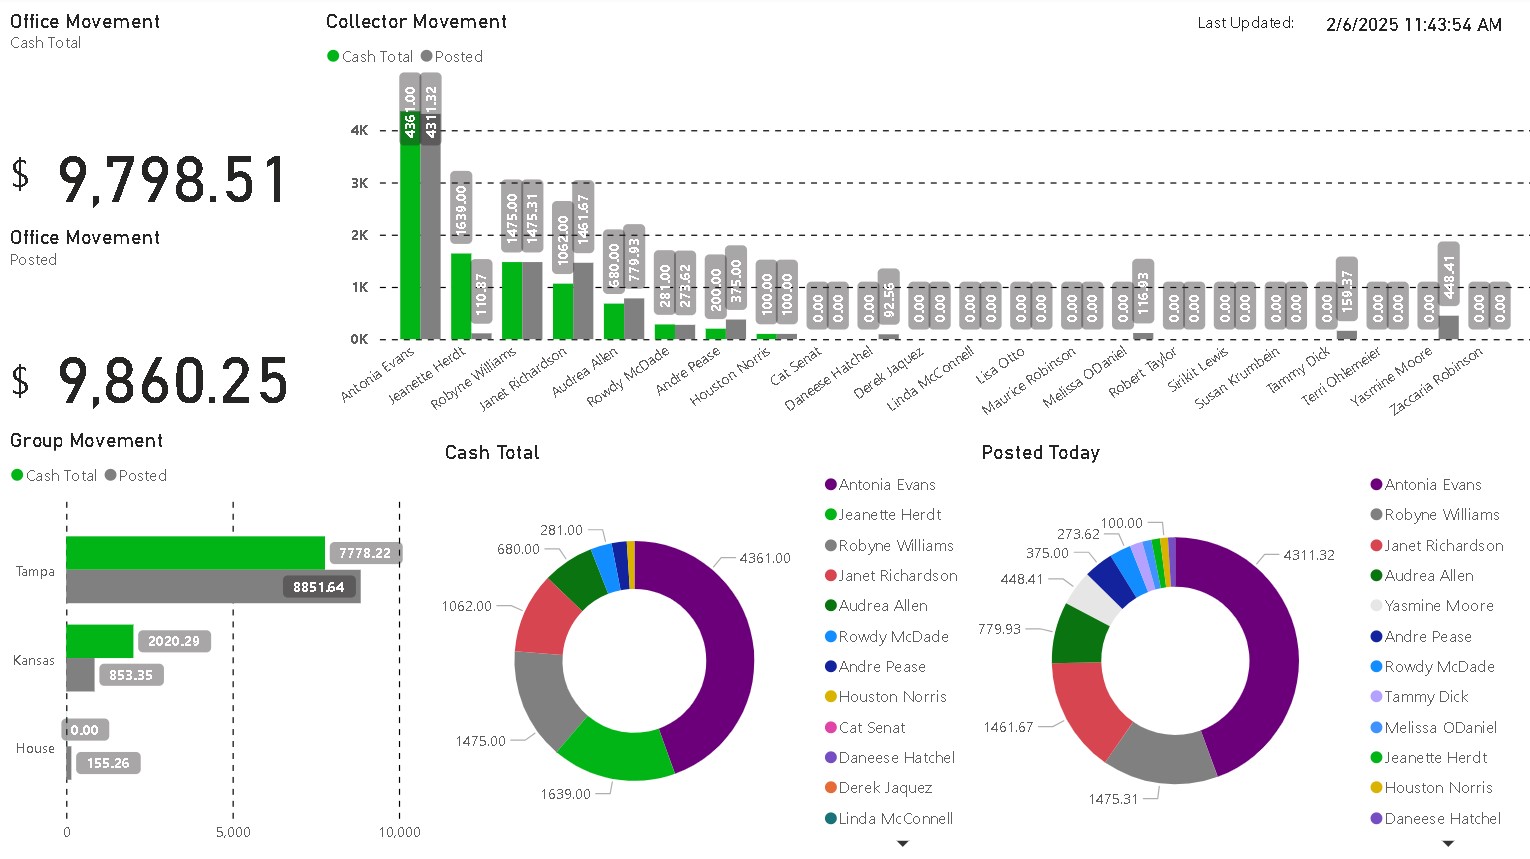 Office Movement
Cash Total
$ 9,798.51
Office Movement
Posted
$ 9,860.25
Collector Movement
Cash Total Posted
Last Updated: 2/6/2025 11:43:54 AM
4K
3K
2K
1K
0K
4361.00
4311.32
1639.00
110.87
1475.00
1475.31
1062.00
1461.67
680.00
779.93
281.00
273.62
200.00
375.00
100.00
100.00
0.00
0.00
0.00
92.56
0.00
0.00
0.00
0.00
0.00
0.00
0.00
0.00
0.00
116.93
0.00
0.00
0.00
0.00
0.00
0.00
0.00
159.37
0.00
0.00
0.00
448.41
0.00
0.00
Antonia Evans
Jeanette Herdt
Robyne Williams
Janet Richardson
Audrea Allen
Rowdy McDade
Andre Pease
Houston Norris
Cat Senat
Daneese Hatchel
Derek Jaquez
Linda McConnell
Lisa Otto
Maurice Robinson
Melissa ODaniel
Robert Taylor
Sirikit Lewis
Susan Krumbein
Tammy Dick
Terri Ohlemeier
Yasmine Moore
Zaccaria Robinson
Group Movement
Cash Total Posted
Tampa
7778.22
8851.64
Kansas
2020.29
853.35
House
0.00
155.26
0
5,000
10,000
Cash Total
281.00
680.00
1062.00
1475.00
1639.00
4361.00
Antonia Evans
Jeanette Herdt
Robyne Williams
Janet Richardson
Audrea Allen
Rowdy McDade
Andre Pease
Houston Norris
Cat Senat
Daneese Hatchel
Derek Jaquez
Linda McConnell
Posted Today
100.00
273.62
375.00
448.41
779.93
1461.67
1475.31
4311.32
Antonia Evans
Robyne Williams
Janet Richardson
Audrea Allen
Yasmine Moore
Andre Pease
Rowdy McDade
Tammy Dick
Melissa ODaniel
Jeanette Herdt
Houston Norris
Daneese Hatchel